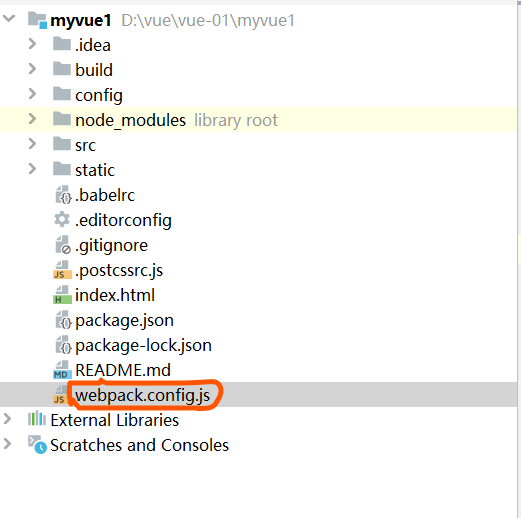 myvue1 D:\vue\vue-01\myvue1
.idea
build
config
node_modules library root
src
static
.babelrc
.editorconfig
.gitignore
.postcssrc.js
index.html
package.json
package-lock.json
README.md
webpack.config.js
External Libraries
Scratches and Consoles